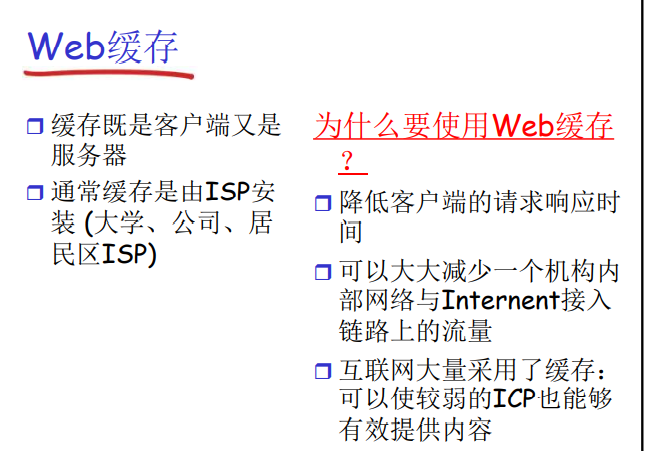 Web缓存
缓存既是客户端又是
服务器
通常缓存是由ISP安
装 (大学、公司、居
民区ISP)
为什么要使用Web缓存
？
降低客户端的请求响应时
间
可以大大减少一个机构内
部网络与Internent接入
链路上的流量
互联网大量采用了缓存：
可以使较弱的ICP也能够
有效提供内容